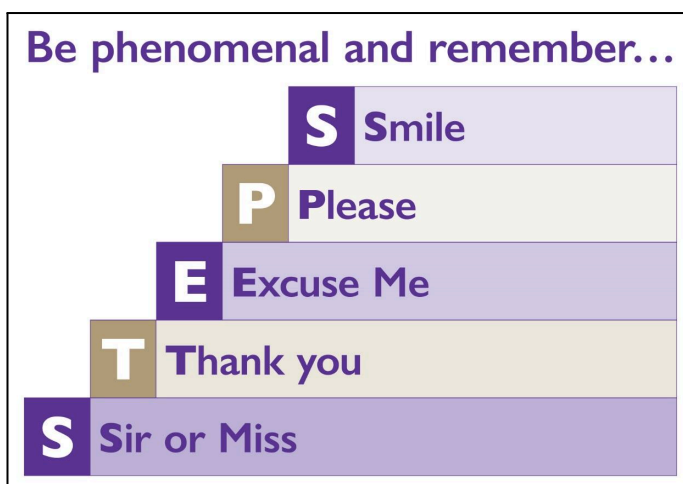 Be phenomenal and remember...
S Smile
P Please
E Excuse Me
T Thank you
S Sir or Miss